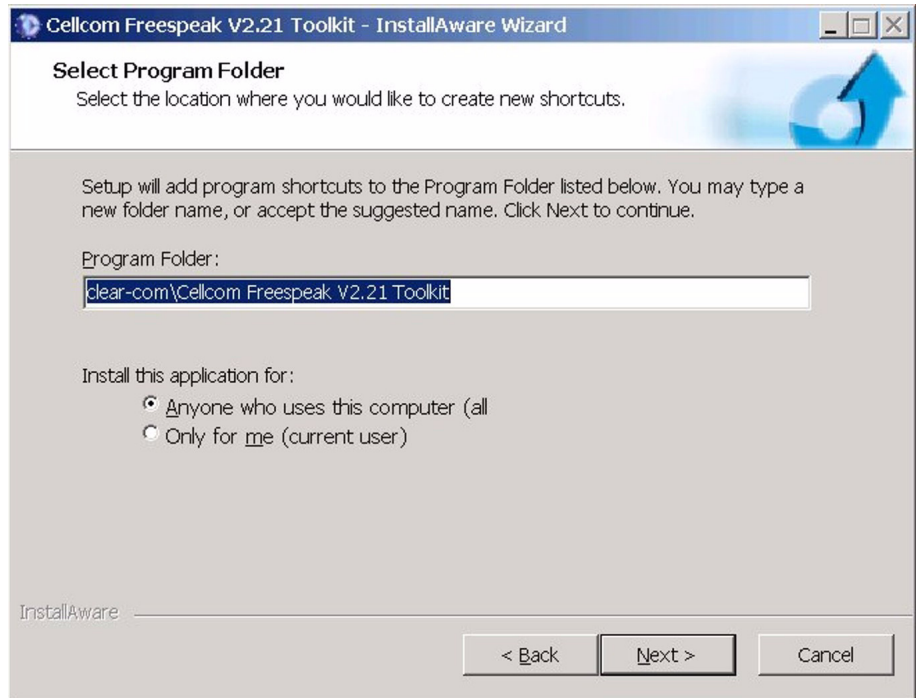 Cellcom Freespeak V2.21 Toolkit - InstallAware Wizard
Select Program Folder
Select the location where you would like to create new shortcuts.
Setup will add program shortcuts to the Program Folder listed below. You may type a
new folder name, or accept the suggested name. Click Next to continue.
Program Folder:
clear-com\Cellcom Freespeak V2.21 Toolkit
Install this application for:
Anyone who uses this computer (all
Only for me (current user)
InstallAware
< Back Next > Cancel